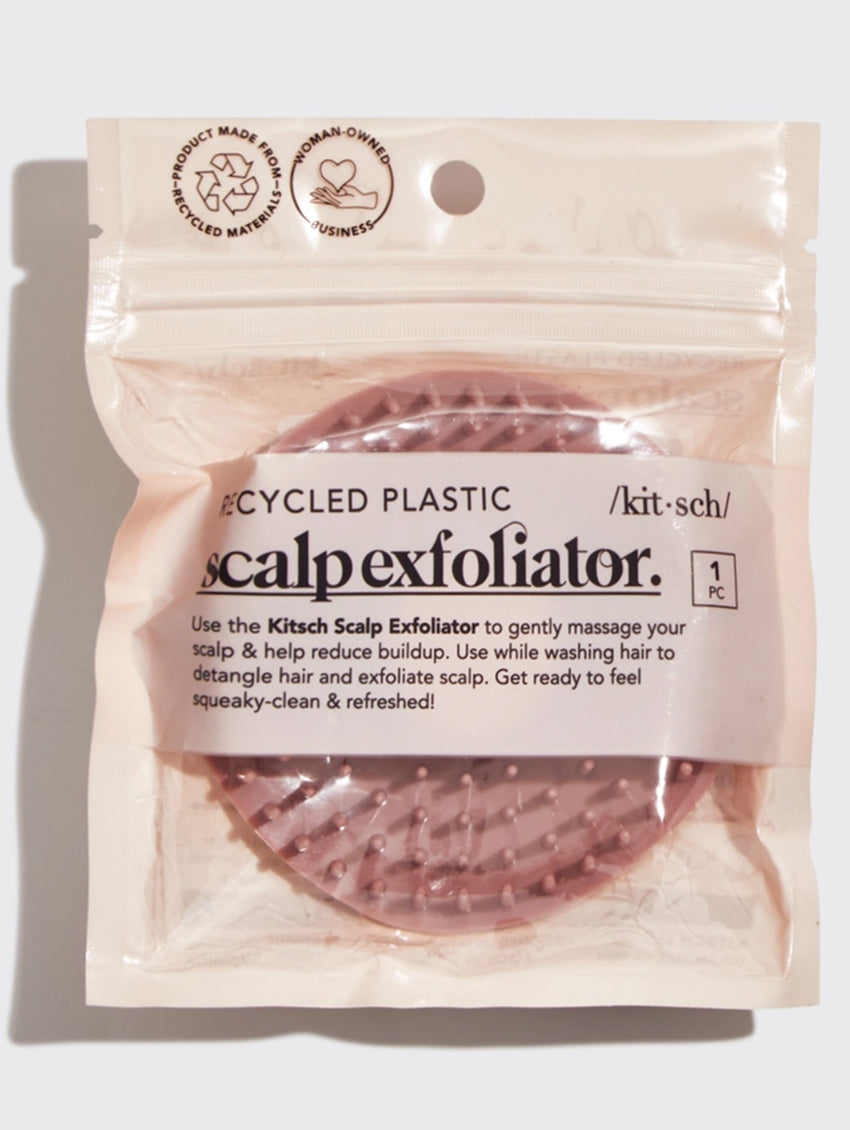 PRODUCT MADE FROM
RECYCLED MATERIALS
WOMAN-OWNED
BUSINESS
RECYCLED PLASTIC
/kit·sch/
scalp exfoliator.
1
PC
Use the Kitsch Scalp Exfoliator to gently massage your
scalp & help reduce buildup. Use while washing hair to
detangle hair and exfoliate scalp. Get ready to feel
squeaky-clean & refreshed!